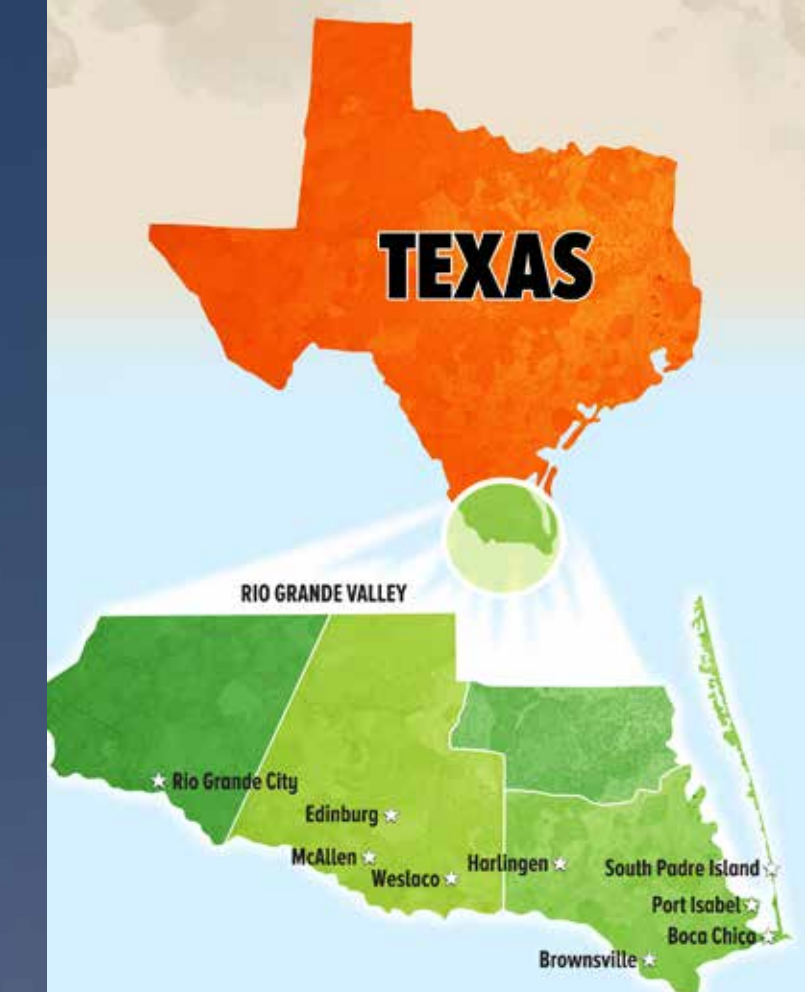 TEXAS
RIO GRANDE VALLEY
Rio Grande City
Edinburg
McAllen
Weslaco
Harlingen
South Padre Island
Port Isabel
Boca Chica
Brownsville